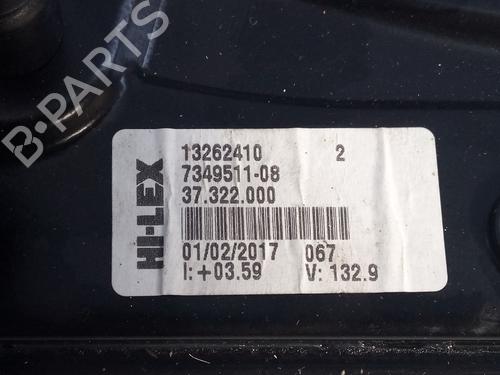 B-PARTS
HI-LEX
13262410 2
7349511-08
37.322.000
01/02/2017 067
I: +03.59 V: 132.9